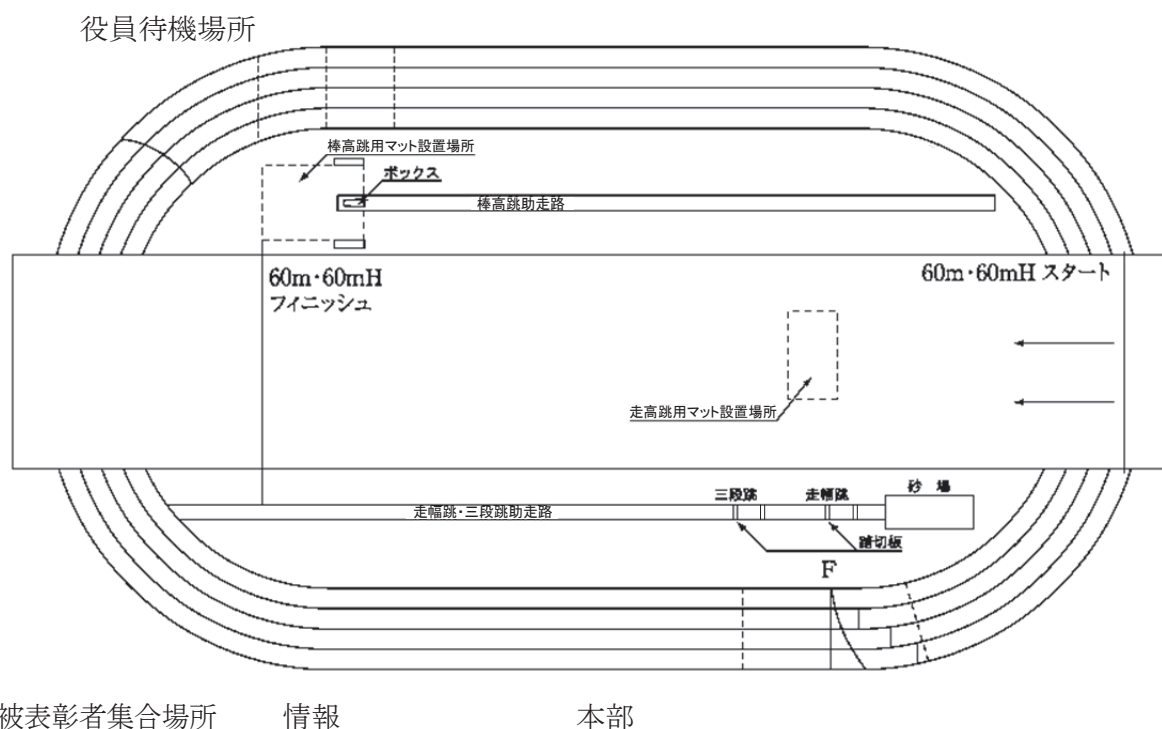 役員待機場所
棒高跳用マット設置場所
ボックス
棒高跳助走路
60m・60mH
フィニッシュ
60m・60mH スタート
走高跳用マット設置場所
三段跳
走幅跳
砂 場
走幅跳・三段跳助走路
踏切板
F
被表彰者集合場所
情報
本部